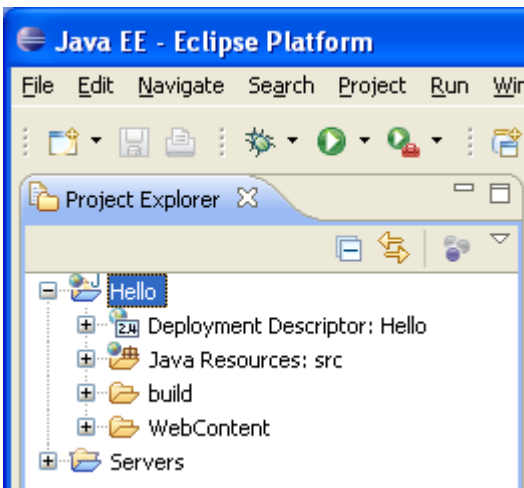 Java EE - Eclipse Platform
File Edit Navigate Search Project Run
Project Explorer
Hello
2.4 Deployment Descriptor: Hello
Java Resources: src
build
WebContent
Servers